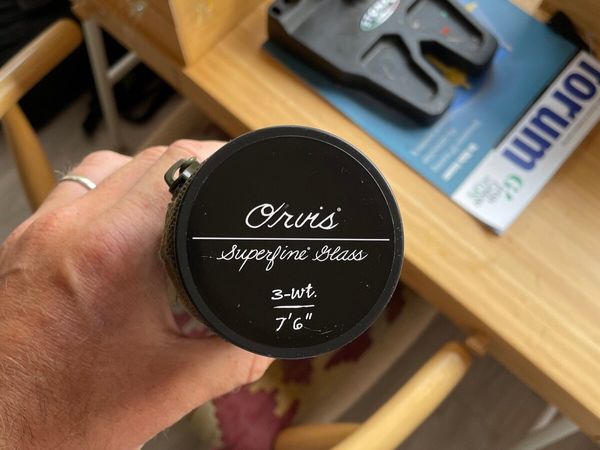 Orvis®
Superfine® Glass
3-wt.
7'6"
forum